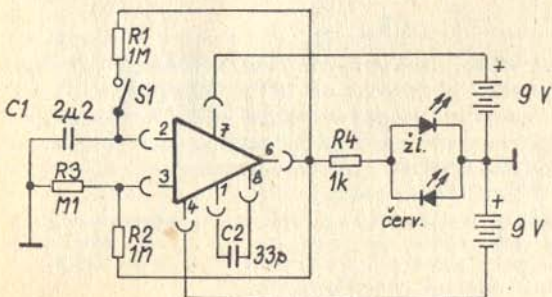 R1
1M
S1
C1
2µ2
R3
M1
R2
1M
2
3
7
6
4
1
8
C2
33p
R4
1k
žl.
červ.
+
9 V
+
9 V